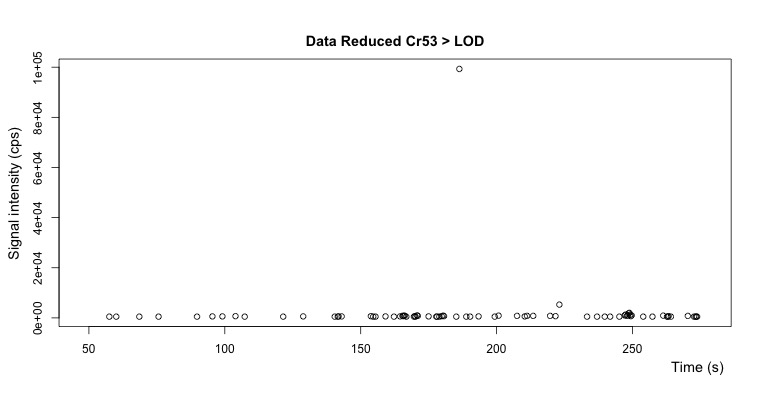 Data Reduced Cr53 > LOD
Signal intensity (cps)
1e+05
8e+04
6e+04
4e+04
2e+04
0e+00
50 100 150 200 250
Time (s)